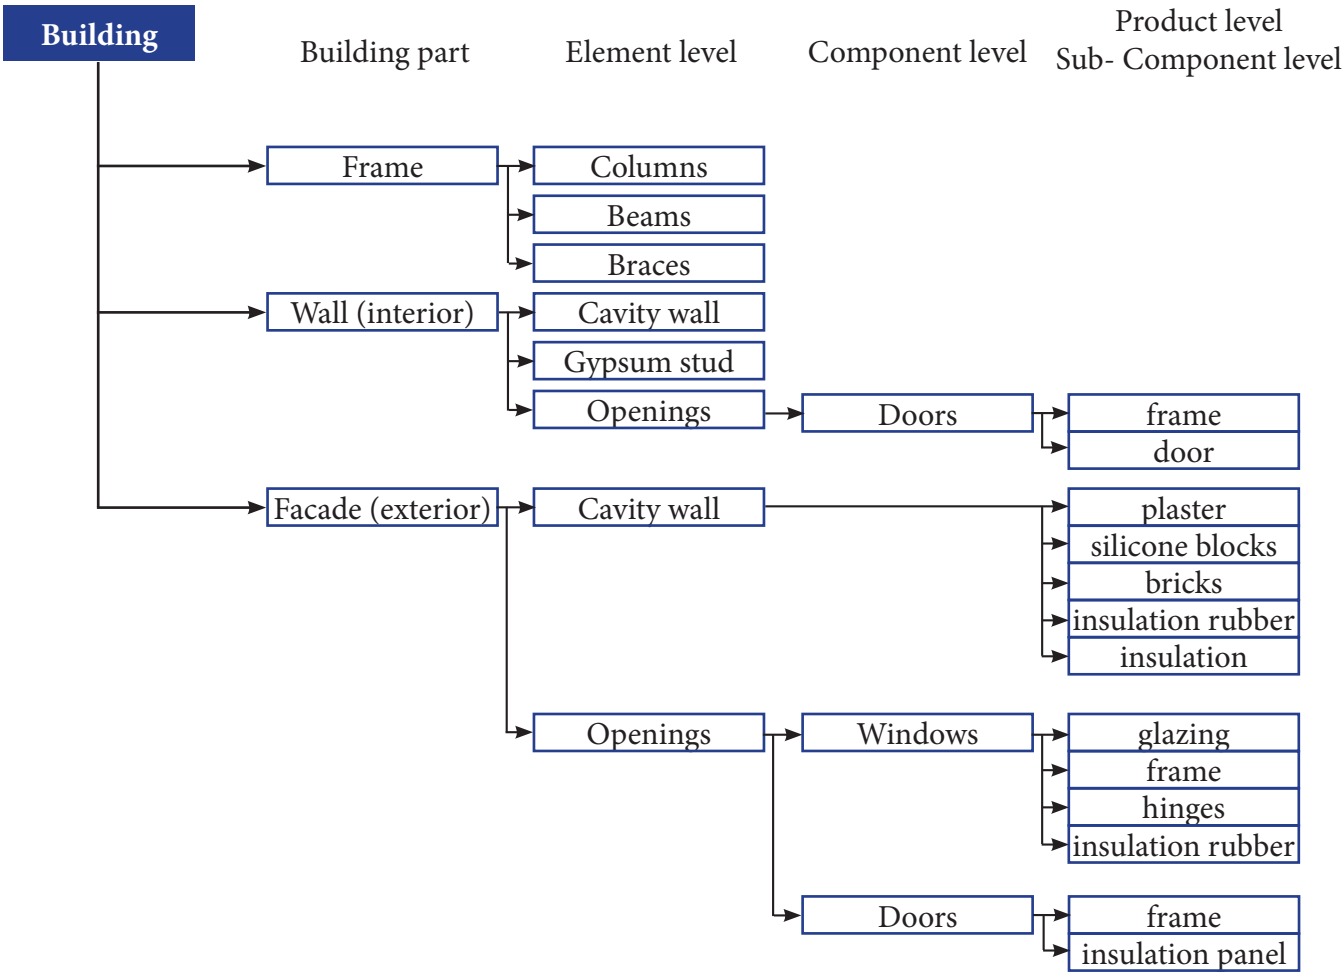 Building
Building part
Element level
Component level
Product level
Sub- Component level
Frame
Columns
Beams
Braces
Wall (interior)
Cavity wall
Gypsum stud
Openings
Doors
frame
door
Facade (exterior)
Cavity wall
plaster
silicone blocks
bricks
insulation rubber
insulation
Openings
Windows
glazing
frame
hinges
insulation rubber
Doors
frame
insulation panel